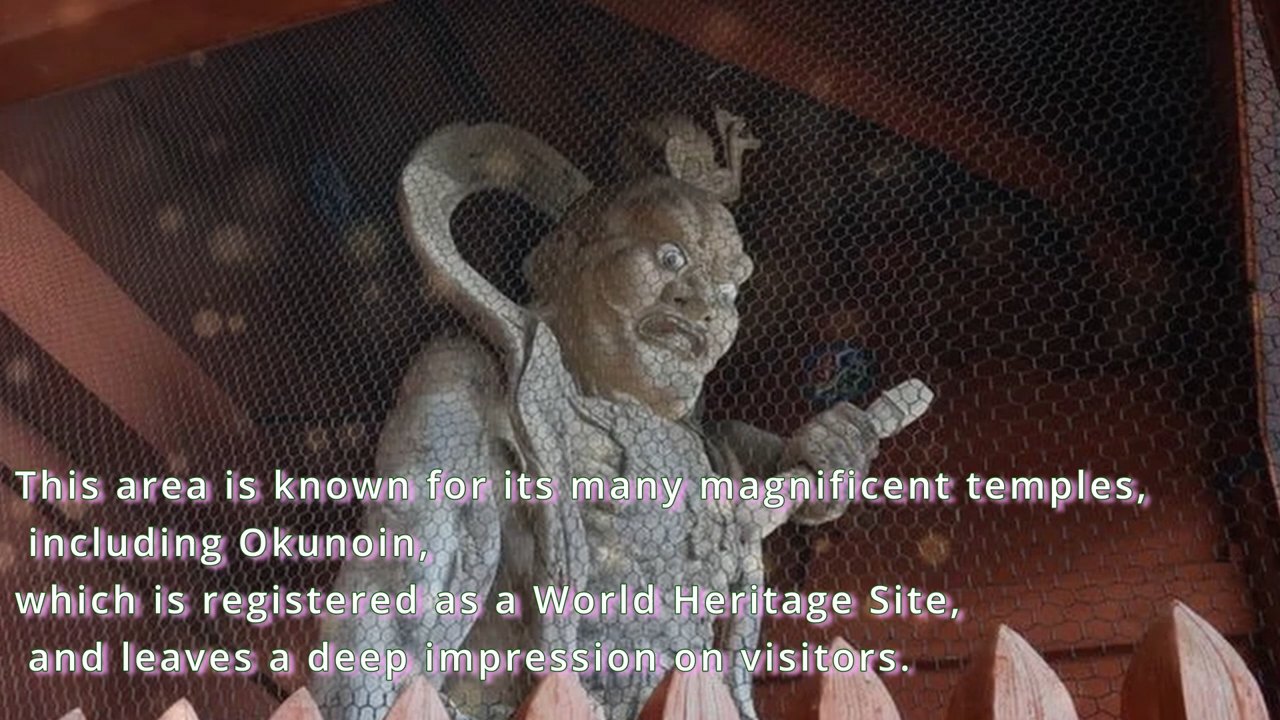 This area is known for its many magnificent temples,
including Okunoin,
which is registered as a World Heritage Site,
and leaves a deep impression on visitors.